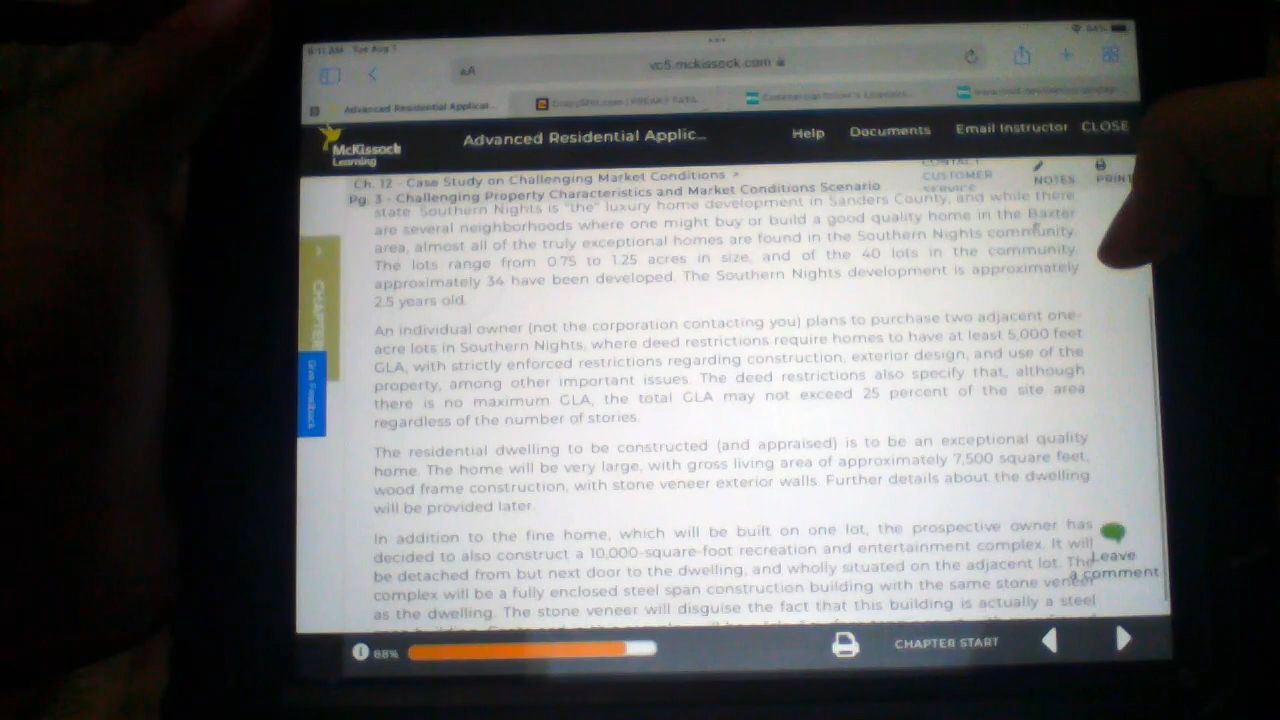 6:11 AM Tue Aug 7
84%
AA
vc5.mckissock.com
Advanced Residential Applicat...
McKissock
Learning
Advanced Residential Applic...
Help Documents Email Instructor CLOSE
Ch. 12 - Case Study on Challenging Market Conditions >
Pg. 3 - Challenging Property Characteristics and Market Conditions Scenario
CONTACT
CUSTOMER
SERVICE
NOTES
PRINT
state Southern Nights is "the" luxury home development in Sanders County, and while there
are several neighborhoods where one might buy or build a good quality home in the Baxter
area, almost all of the truly exceptional homes are found in the Southern Nights community.
The lots range from 0.75 to 1.25 acres in size, and of the 40 lots in the community,
approximately 34 have been developed. The Southern Nights development is approximately
2.5 years old.
An individual owner (not the corporation contacting you) plans to purchase two adjacent one-
acre lots in Southern Nights, where deed restrictions require homes to have at least 5,000 feet
GLA, with strictly enforced restrictions regarding construction, exterior design, and use of the
property, among other important issues. The deed restrictions also specify that, although
there is no maximum GLA, the total GLA may not exceed 25 percent of the site area
regardless of the number of stories.
The residential dwelling to be constructed (and appraised) is to be an exceptional quality
home. The home will be very large, with gross living area of approximately 7,500 square feet,
wood frame construction, with stone veneer exterior walls. Further details about the dwelling
will be provided later.
In addition to the fine home, which will be built on one lot, the prospective owner has
decided to also construct a 10,000-square-foot recreation and entertainment complex. It will
be detached from but next door to the dwelling, and wholly situated on the adjacent lot. The
complex will be a fully enclosed steel span construction building with the same stone veneer
as the dwelling. The stone veneer will disguise the fact that this building is actually a steel
CHAPTER
Give Feedback
Leave
a comment
88%
CHAPTER START